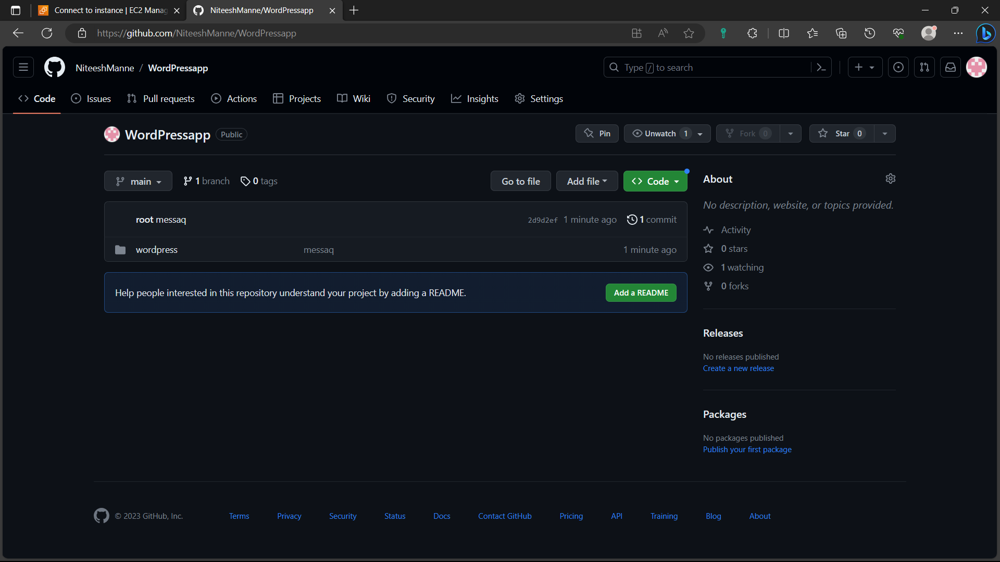 Connect to instance | EC2 Manag
NiteeshManne/WordPressapp
https://github.com/NiteeshManne/WordPressapp
NiteeshManne / WordPressapp
Type / to search
Code
Issues
Pull requests
Actions
Projects
Wiki
Security
Insights
Settings
WordPressapp Public
Pin
Unwatch 1
Fork 0
Star 0
main
1 branch
0 tags
Go to file
Add file
Code
root messaq
2d9d2ef 1 minute ago
1 commit
wordpress
messaq
1 minute ago
Help people interested in this repository understand your project by adding a README.
Add a README
About
No description, website, or topics provided.
Activity
0 stars
1 watching
0 forks
Releases
No releases published
Create a new release
Packages
No packages published
Publish your first package
© 2023 GitHub, Inc.
Terms
Privacy
Security
Status
Docs
Contact GitHub
Pricing
API
Training
Blog
About